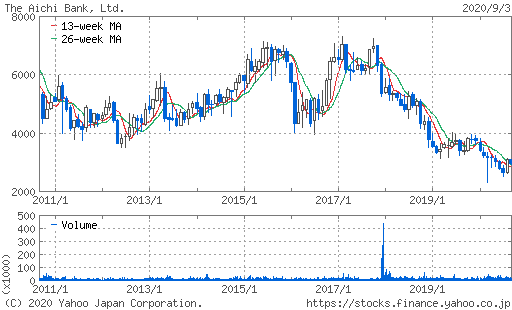 The Aichi Bank, Ltd. 2020/9/3
8000
13-week MA
26-week MA
6000
4000
2000
2011/1 2013/1 2015/1 2017/1 2019/1
500
Volume
400
300
200
100
0
(x1000)
2011/1 2013/1 2015/1 2017/1 2019/1
(C) 2020 Yahoo Japan Corporation. https://stocks.finance.yahoo.co.jp/